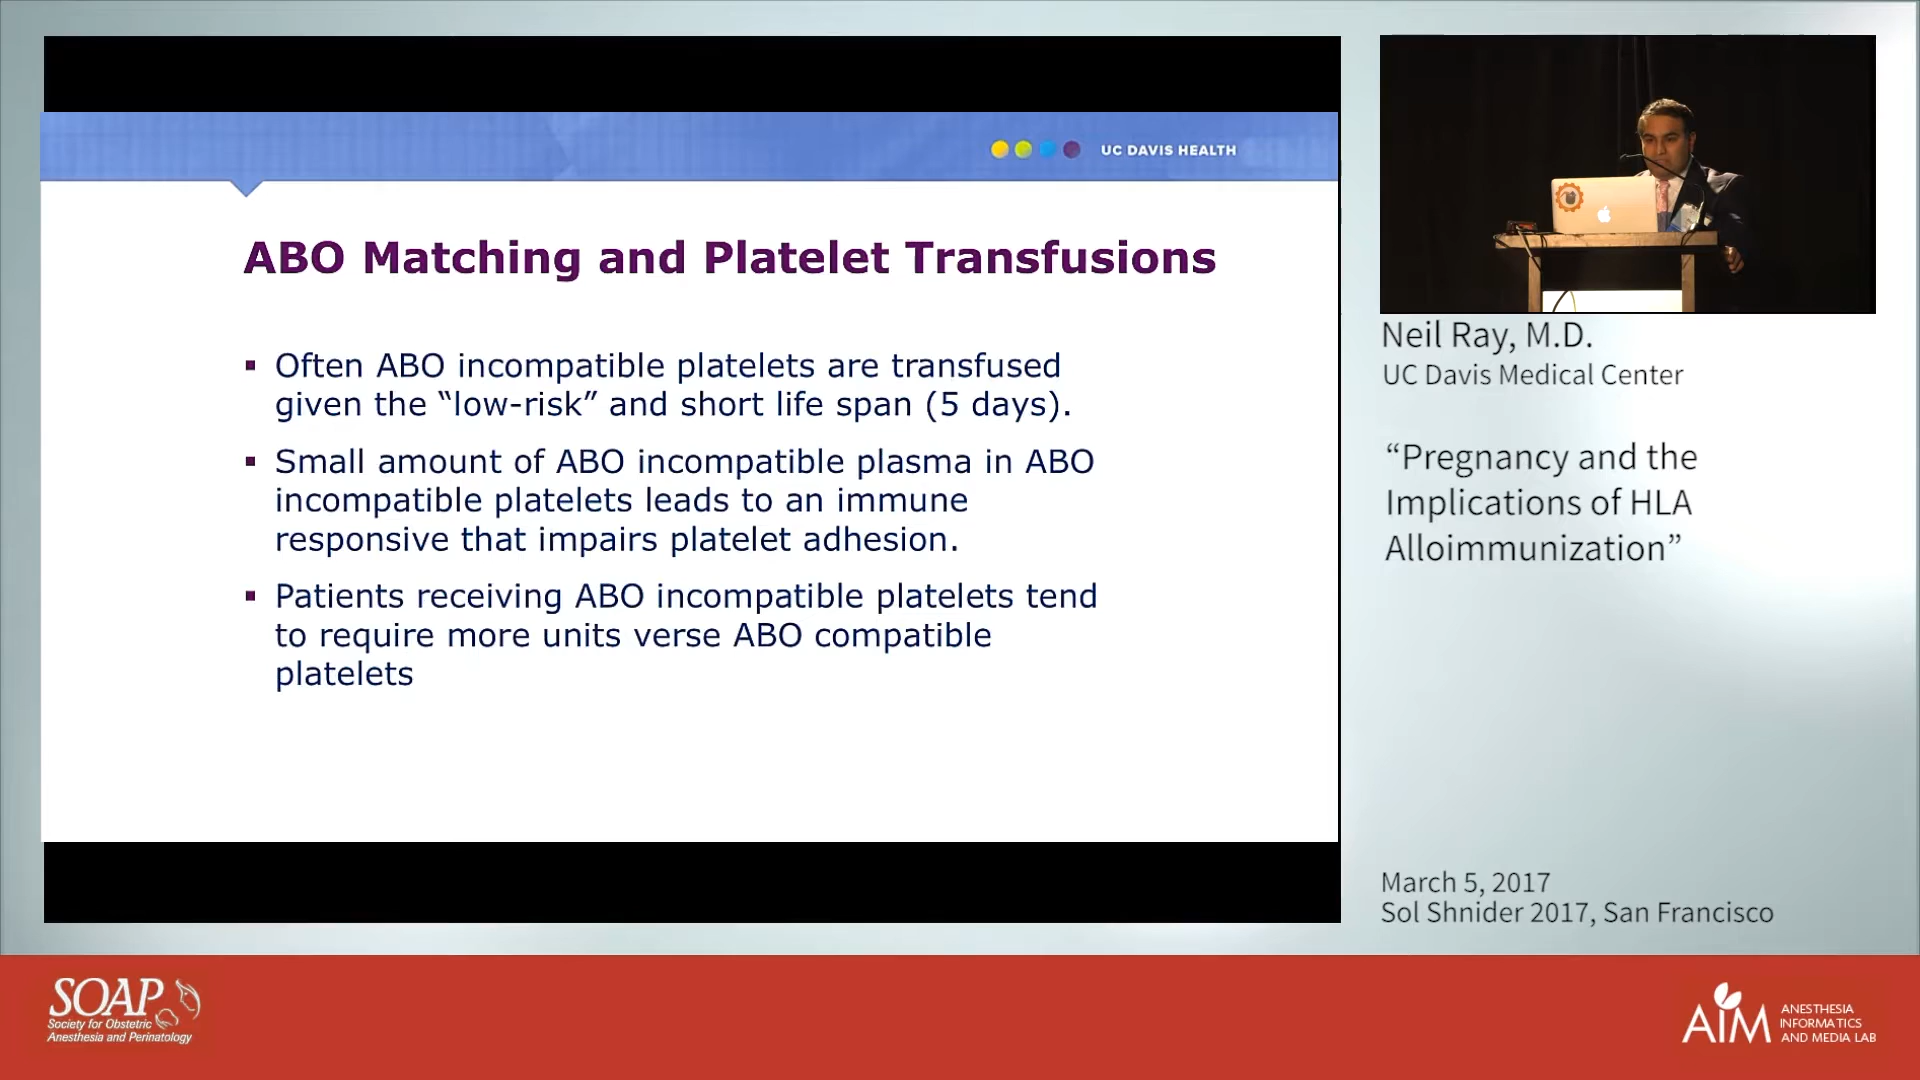 UC DAVIS HEALTH
ABO Matching and Platelet Transfusions
▪ Often ABO incompatible platelets are transfused
given the “low-risk” and short life span (5 days).
▪ Small amount of ABO incompatible plasma in ABO
incompatible platelets leads to an immune
responsive that impairs platelet adhesion.
▪ Patients receiving ABO incompatible platelets tend
to require more units verse ABO compatible
platelets
Neil Ray, M.D.
UC Davis Medical Center
“Pregnancy and the
Implications of HLA
Alloimmunization”
March 5, 2017
Sol Shnider 2017, San Francisco
SOAP
Society for Obstetric
Anesthesia and Perinatology
AIM
ANESTHESIA
INFORMATICS
AND MEDIA LAB